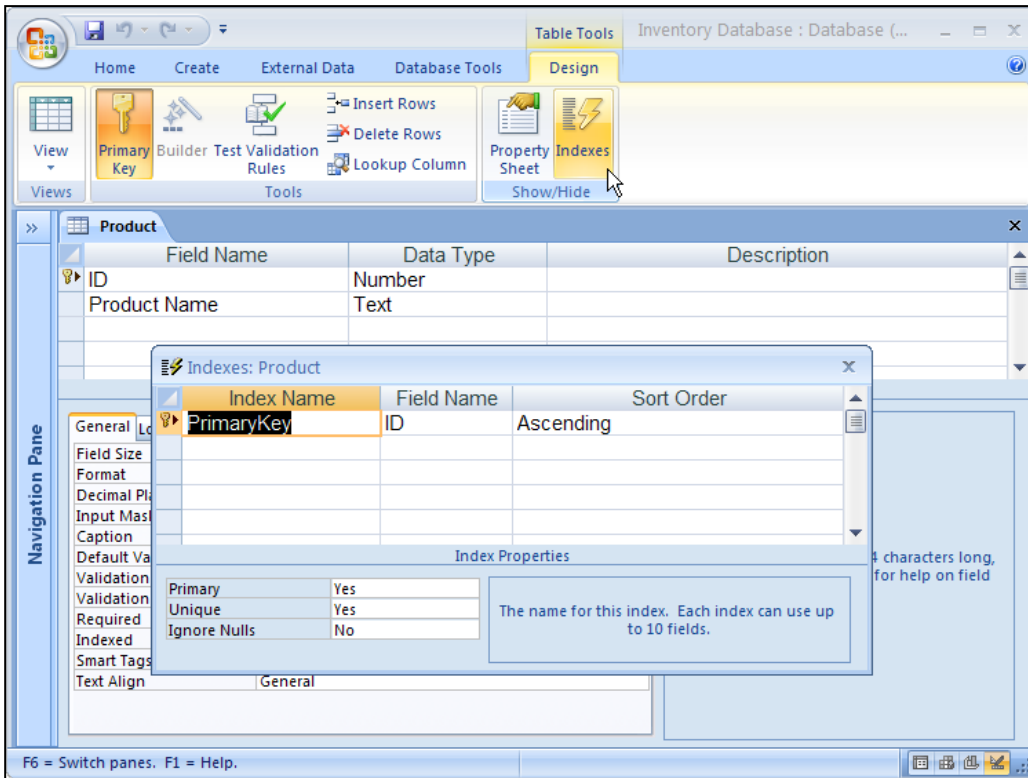 Table Tools Inventory Database : Database (...
Home Create External Data Database Tools Design
View
Views
Primary Key
Builder
Test Validation Rules
Insert Rows
Delete Rows
Lookup Column
Tools
Property Sheet
Indexes
Show/Hide
Product
Field Name Data Type Description
ID Number
Product Name Text
Navigation Pane
Indexes: Product
Index Name Field Name Sort Order
PrimaryKey ID Ascending
Index Properties
Primary Yes
Unique Yes
Ignore Nulls No
The name for this index. Each index can use up
to 10 fields.
General
Field Size
Format
Decimal
Input
Caption
Default
Validation
Validation
Required
Indexed
Smart Tags
Text Align General
4 characters long,
for help on field
F6 = Switch panes. F1 = Help.